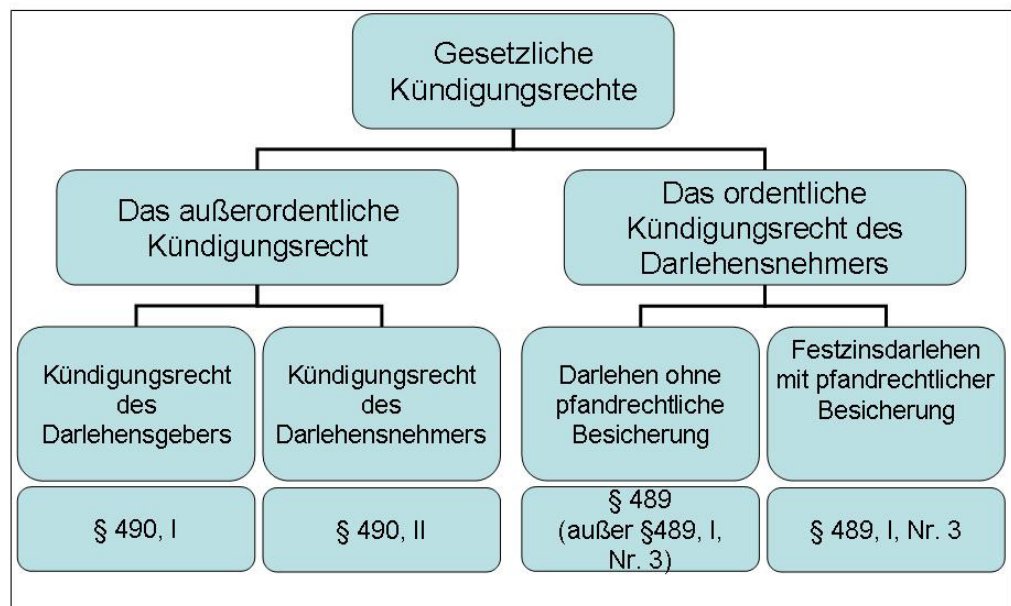 Gesetzliche
Kündigungsrechte
Das außerordentliche
Kündigungsrecht
Das ordentliche
Kündigungsrecht des
Darlehensnehmers
Kündigungsrecht
des
Darlehensgebers
Kündigungsrecht
des
Darlehensnehmers
Darlehen ohne
pfandrechtliche
Besicherung
Festzinsdarlehen
mit pfandrechtlicher
Besicherung
§ 490, I
§ 490, II
§ 489
(außer §489, I,
Nr. 3)
§ 489, I, Nr. 3